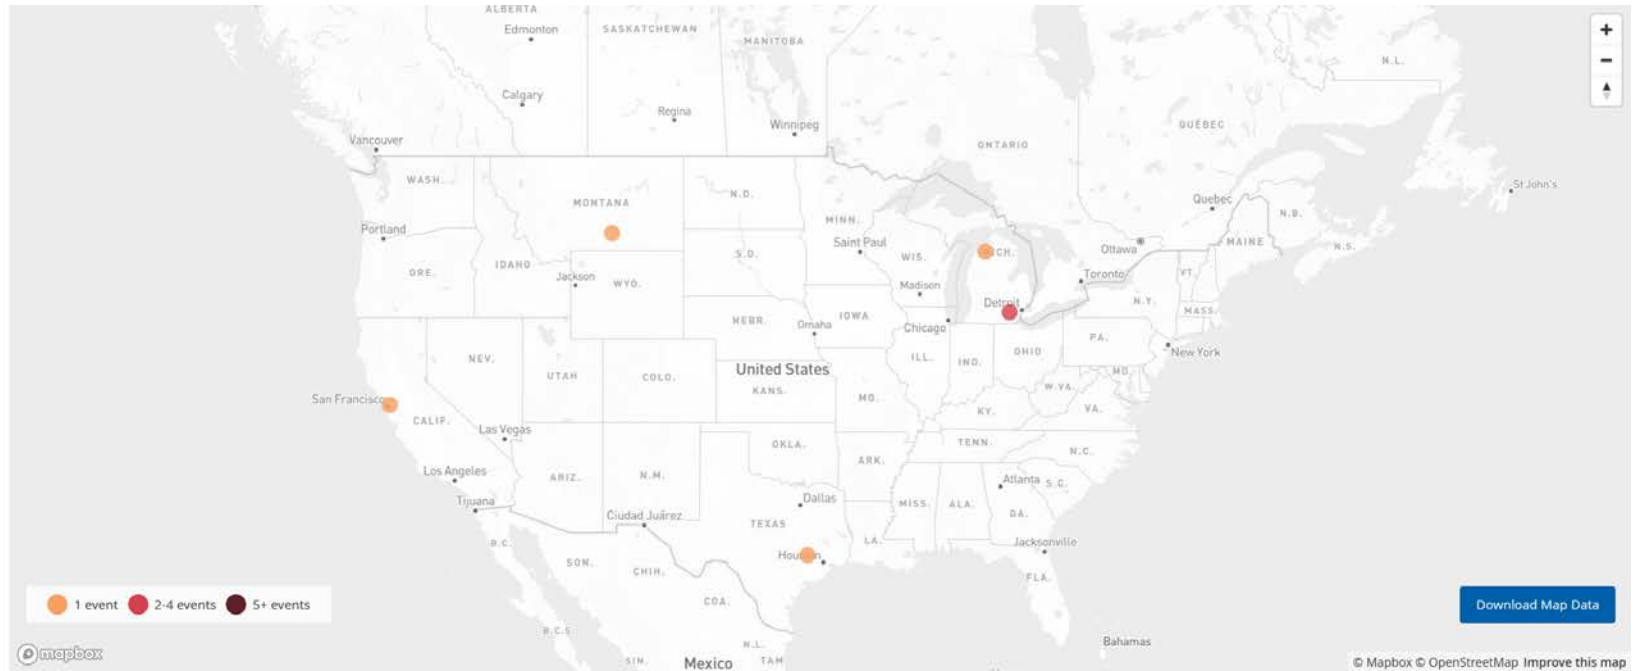 ALBERTA
Edmonton
SASKATCHEWAN
MANITOBA
N.L.
Calgary
Regina
Winnipeg
QUÉBEC
Vancouver
ONTARIO
WASH.
MONTANA
N.D.
St John's
Quebec
N.B.
Portland
MINN.
Saint Paul
Ottawa
MAINE
N.S.
ORE.
IDAHO
Jackson
WYO.
S.D.
WIS.
MICH.
Toronto
VT.
Madison
Detroit
N.Y.
MASS.
NEBR.
Omaha
IOWA
Chicago
PA.
New York
NEV.
UTAH
COLO.
United States
KANS.
ILL.
IND.
OHIO
MD.
San Francisco
CALIF.
MO.
KY.
W.VA.
VA.
Las Vegas
OKLA.
TENN.
N.C.
Los Angeles
ARIZ.
N.M.
ARK.
Atlanta
S.C.
Tijuana
Ciudad Juárez
Dallas
TEXAS
MISS.
ALA.
GA.
B.C.
Houston
LA.
Jacksonville
SON.
CHIH.
FLA.
COA.
1 event
2-4 events
5+ events
Download Map Data
B.C.S.
N.L.
Bahamas
mapbox
SIN.
Mexico
TAM
© Mapbox © OpenStreetMap Improve this map